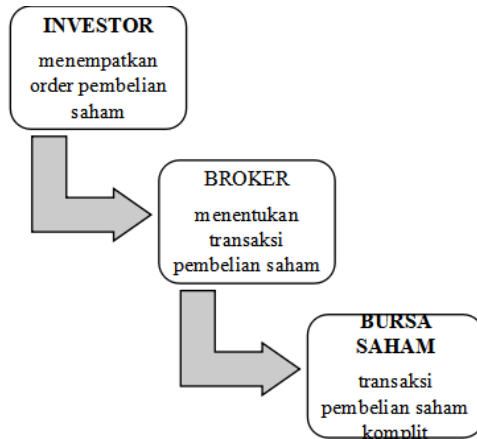 INVESTOR
menempatkan
order pembelian
saham
BROKER
menentukan
transaksi
pembelian saham
BURSA
SAHAM
transaksi
pembelian saham
komplit